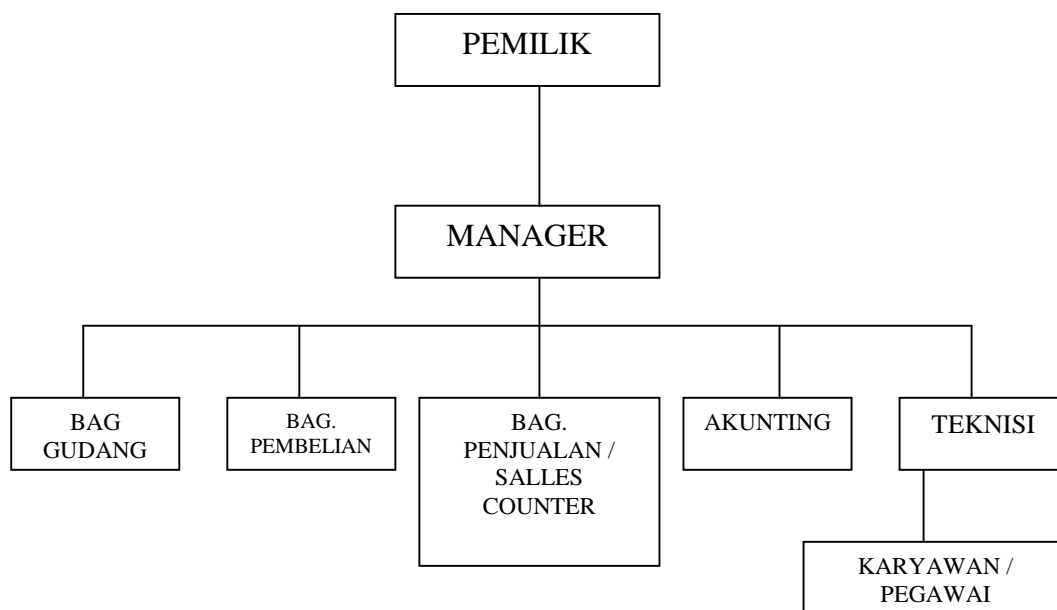 PEMILIK
MANAGER
BAG
GUDANG
BAG.
PEMBELIAN
BAG.
PENJUALAN /
SALLES
COUNTER
AKUNTING
TEKNISI
KARYAWAN /
PEGAWAI